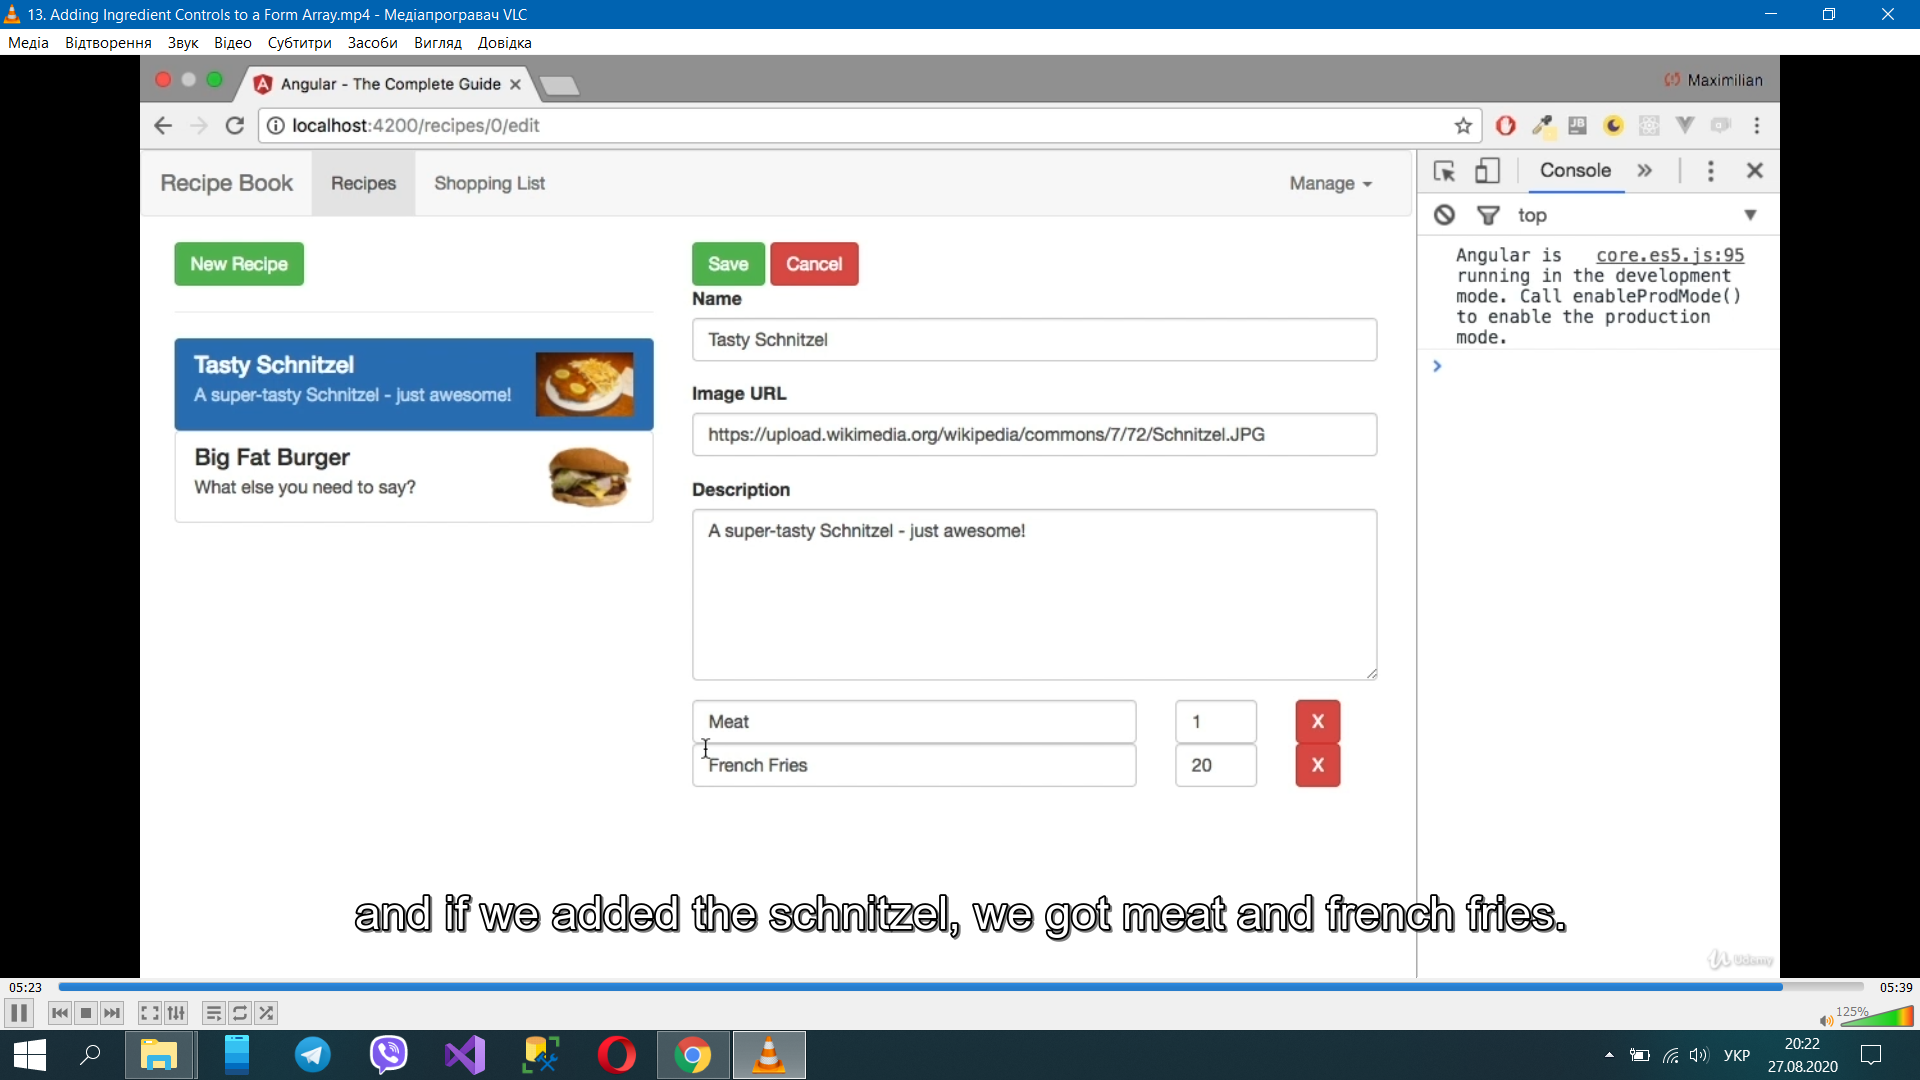 13. Adding Ingredient Controls to a Form Array.mp4 - Медіапрогравач VLC
Медіа Відтворення Звук Відео Субтитри Засоби Вигляд Довідка
Angular - The Complete Guide
Maximilian
localhost:4200/recipes/0/edit
JB
Recipe Book Recipes Shopping List Manage
Console
top
New Recipe
Save Cancel
Angular is core.es5.js:95
running in the development
mode. Call enableProdMode()
to enable the production
mode.
Name
Tasty Schnitzel
Tasty Schnitzel
A super-tasty Schnitzel - just awesome!
Image URL
https://upload.wikimedia.org/wikipedia/commons/7/72/Schnitzel.JPG
Big Fat Burger
What else you need to say?
Description
A super-tasty Schnitzel - just awesome!
Meat 1 X
French Fries 20 X
and if we added the schnitzel, we got meat and french fries.
Udemy
05:23 05:39
125%
УКР
20:22
27.08.2020